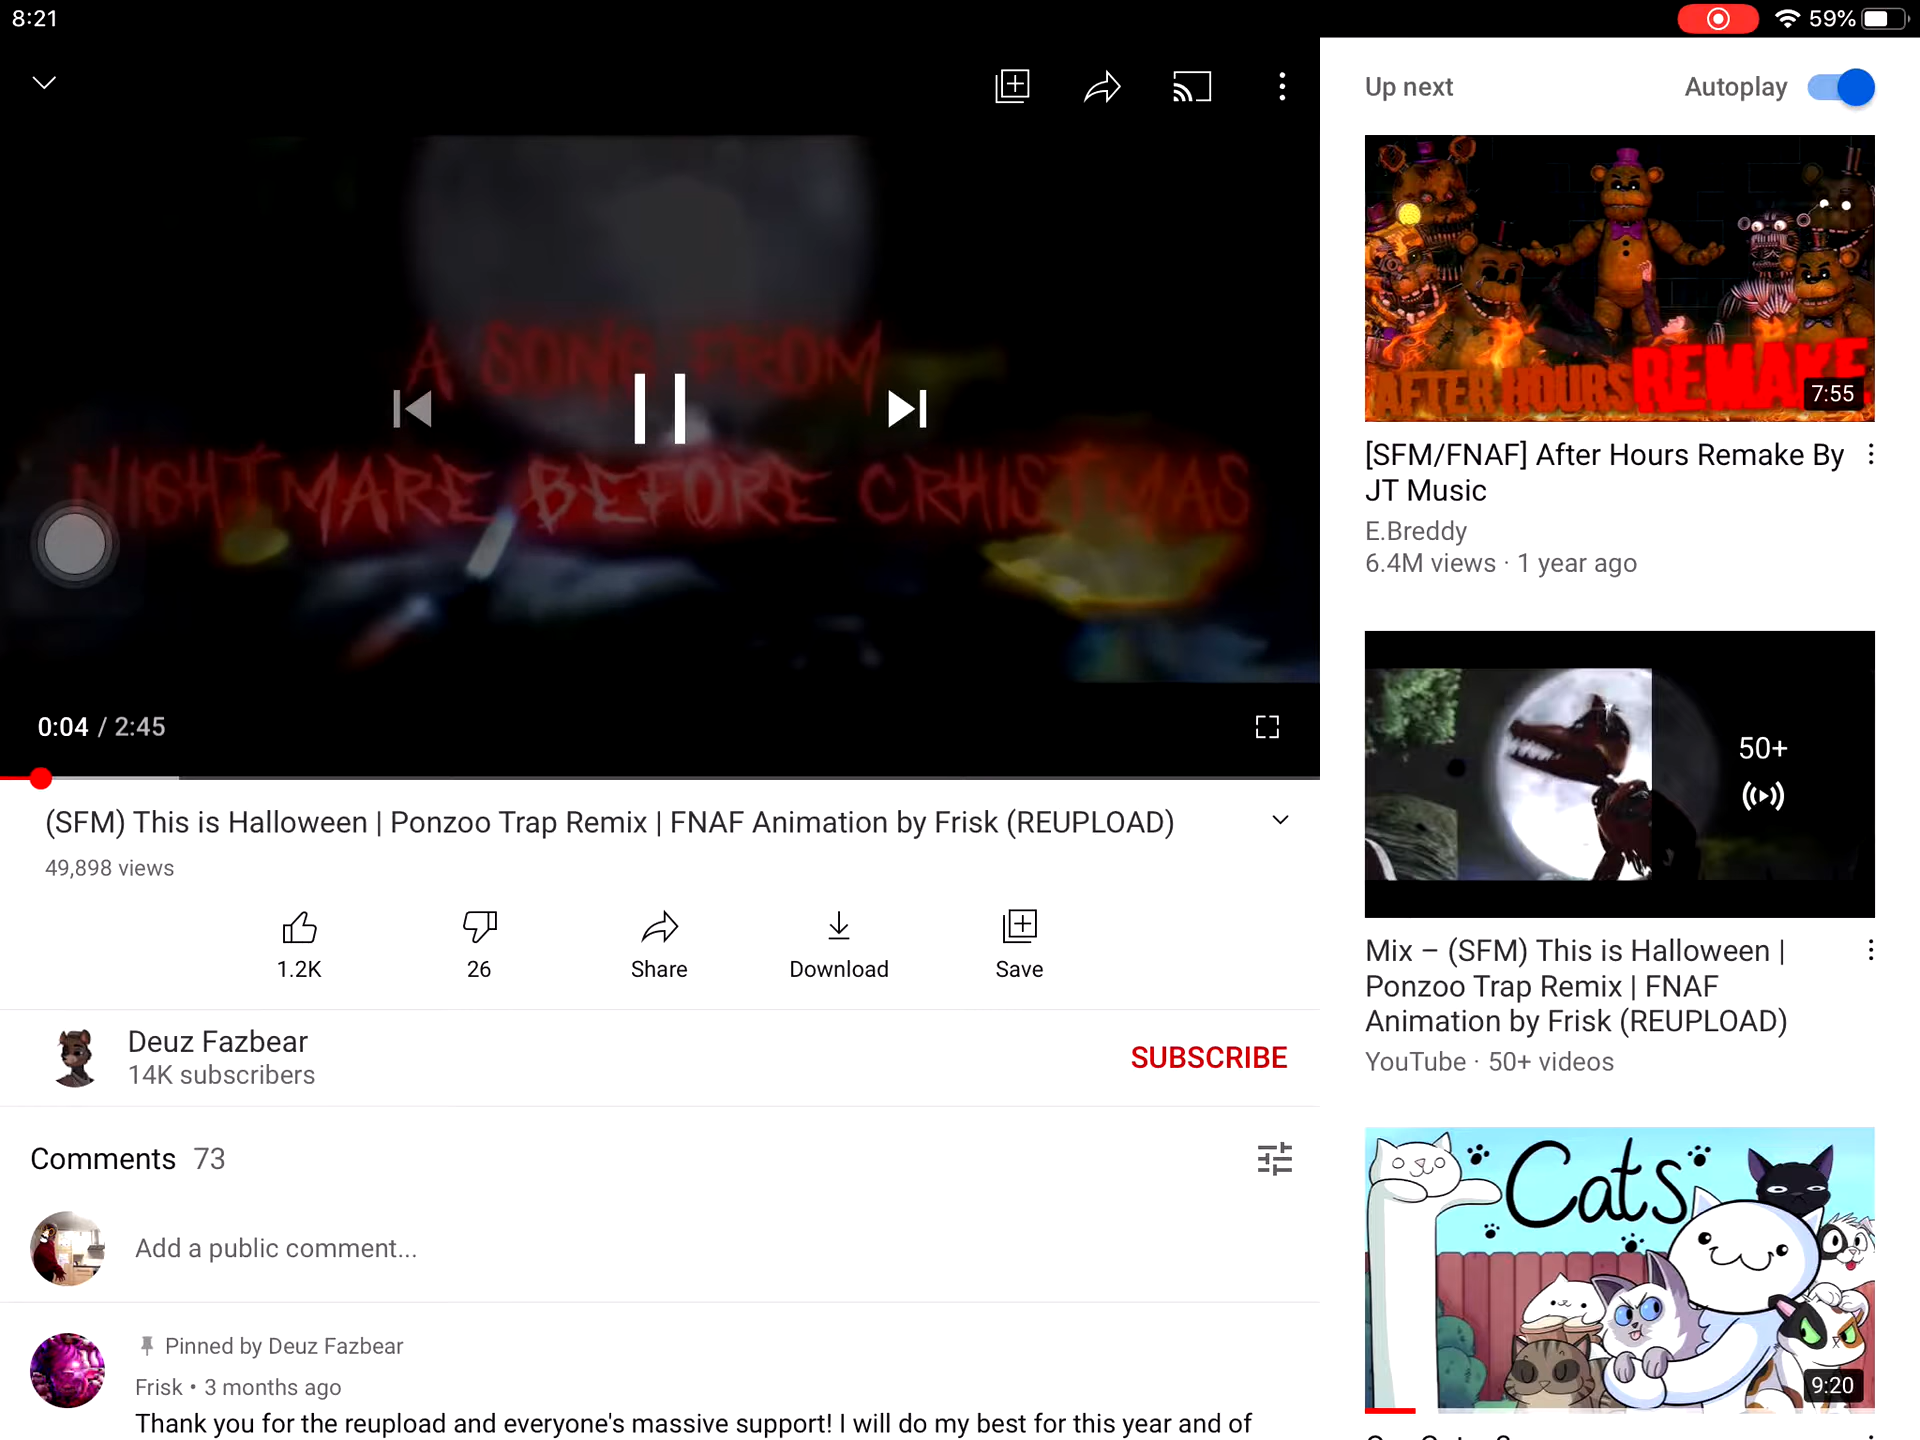 8:21
59%
A SONG FROM
NIGHTMARE BEFORE CRHISTMAS
0:04 / 2:45
(SFM) This is Halloween | Ponzoo Trap Remix | FNAF Animation by Frisk (REUPLOAD)
49,898 views
1.2K
26
Share
Download
Save
Deuz Fazbear
14K subscribers
SUBSCRIBE
Comments 73
Add a public comment...
Pinned by Deuz Fazbear
Frisk • 3 months ago
Thank you for the reupload and everyone's massive support! I will do my best for this year and of
Up next
Autoplay
AFTER HOURS REMAKE
7:55
[SFM/FNAF] After Hours Remake By
JT Music
E.Breddy
6.4M views · 1 year ago
50+
Mix – (SFM) This is Halloween |
Ponzoo Trap Remix | FNAF
Animation by Frisk (REUPLOAD)
YouTube · 50+ videos
Cats
9:20